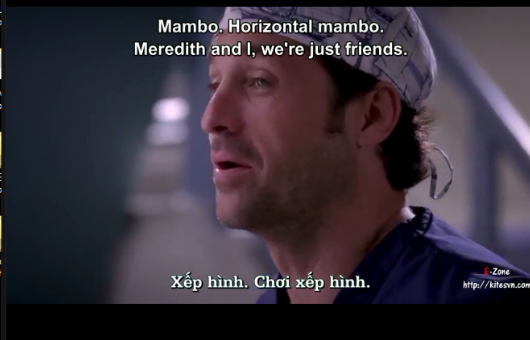 Mambo. Horizontal mambo.
Meredith and I, we're just friends.
Xếp hình. Chơi xếp hình.
E-Zone
http://kitesvn.com